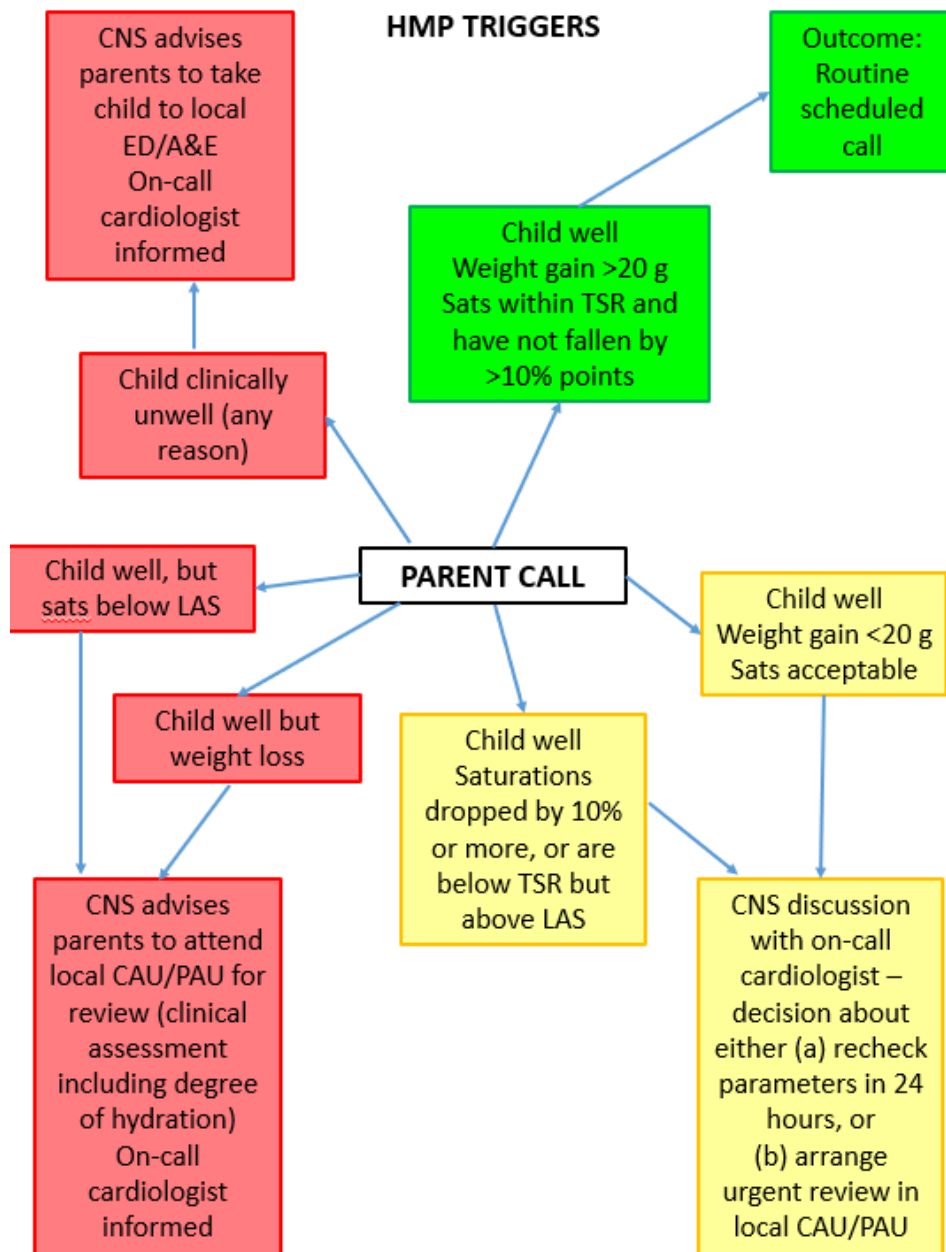 HMP TRIGGERS
CNS advises
parents to take
child to local
ED/A&E
On-call
cardiologist
informed
Outcome:
Routine
scheduled
call
Child well
Weight gain >20 g
Sats within TSR and
have not fallen by
>10% points
Child clinically
unwell (any
reason)
PARENT CALL
Child well, but
sats below LAS
Child well
Weight gain <20 g
Sats acceptable
Child well but
weight loss
Child well
Saturations
dropped by 10%
or more, or are
below TSR but
above LAS
CNS advises
parents to attend
local CAU/PAU for
review (clinical
assessment
including degree
of hydration)
On-call
cardiologist
informed
CNS discussion
with on-call
cardiologist –
decision about
either (a) recheck
parameters in 24
hours, or
(b) arrange
urgent review in
local CAU/PAU